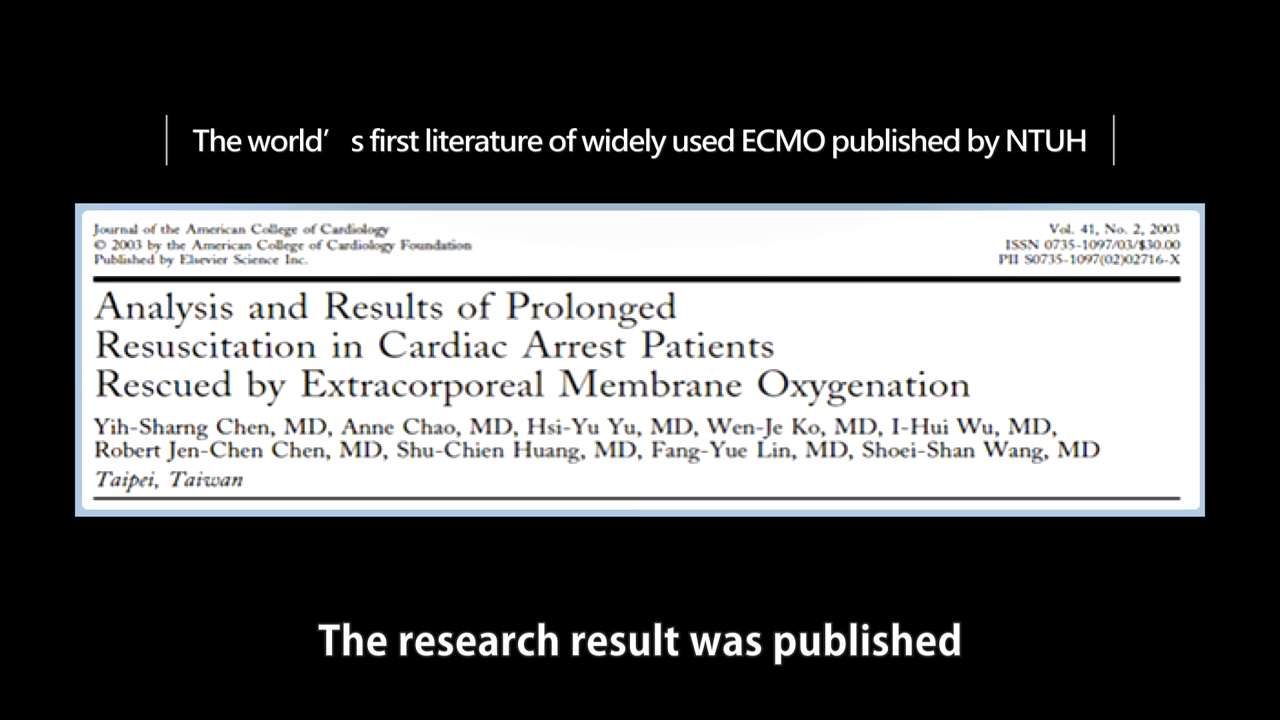 The world’s first literature of widely used ECMO published by NTUH
Journal of the American College of Cardiology
© 2003 by the American College of Cardiology Foundation
Published by Elsevier Science Inc.
Vol. 41, No. 2, 2003
ISSN 0735-1097/03/$30.00
PII S0735-1097(02)02716-X
Analysis and Results of Prolonged
Resuscitation in Cardiac Arrest Patients
Rescued by Extracorporeal Membrane Oxygenation
Yih-Sharng Chen, MD, Anne Chao, MD, Hsi-Yu Yu, MD, Wen-Je Ko, MD, I-Hui Wu, MD,
Robert Jen-Chen Chen, MD, Shu-Chien Huang, MD, Fang-Yue Lin, MD, Shoei-Shan Wang, MD
Taipei, Taiwan
The research result was published